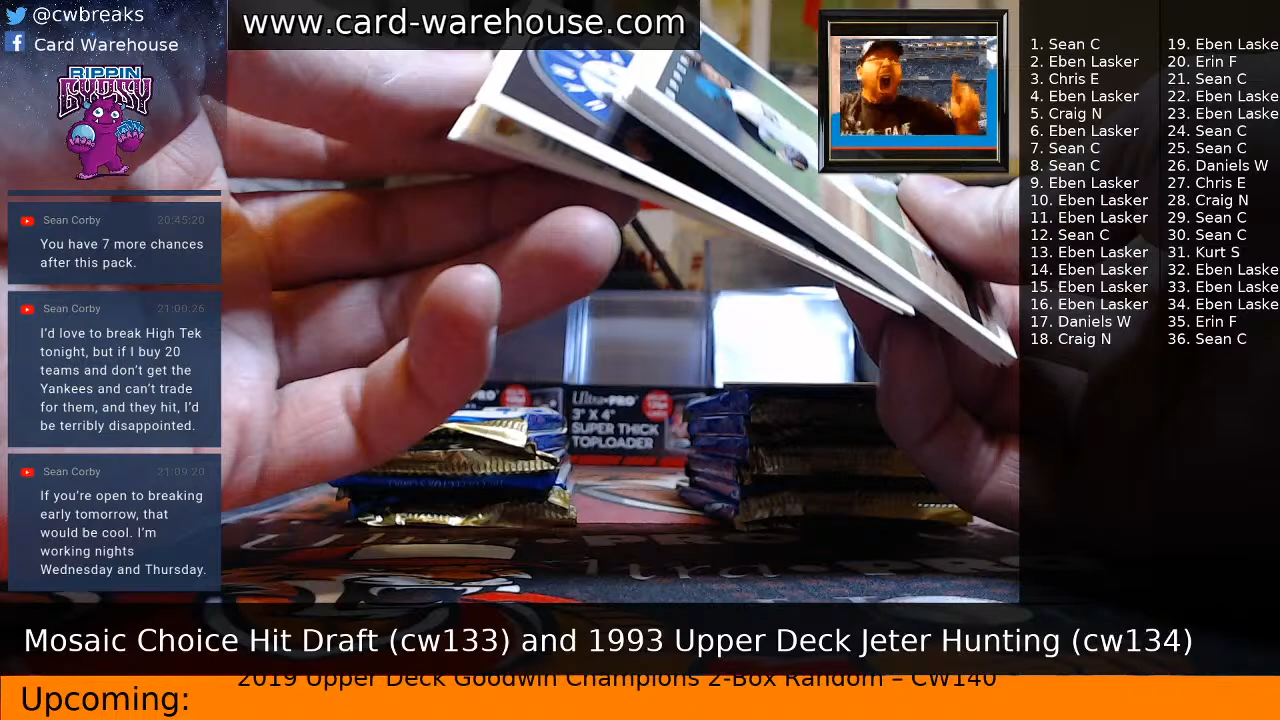 @cwbreaks
Card Warehouse
RIPPIN
www.card-warehouse.com
Sean Corby 20:45:20
You have 7 more chances
after this pack.
Sean Corby 21:00:26
I'd love to break High Tek
tonight, but if I buy 20
teams and don't get the
Yankees and can't trade
for them, and they hit, I'd
be terribly disappointed.
Sean Corby 21:09:20
If you're open to breaking
early tomorrow, that
would be cool. I'm
working nights
Wednesday and Thursday.
Ultra·PRO
3" X 4"
SUPER THICK
TOPLOADER
1. Sean C
2. Eben Lasker
3. Chris E
4. Eben Lasker
5. Craig N
6. Eben Lasker
7. Sean C
8. Sean C
9. Eben Lasker
10. Eben Lasker
11. Eben Lasker
12. Sean C
13. Eben Lasker
14. Eben Lasker
15. Eben Lasker
16. Eben Lasker
17. Daniels W
18. Craig N
19. Eben Laske
20. Erin F
21. Sean C
22. Eben Laske
23. Eben Laske
24. Sean C
25. Sean C
26. Daniels W
27. Chris E
28. Craig N
29. Sean C
30. Sean C
31. Kurt S
32. Eben Laske
33. Eben Laske
34. Eben Laske
35. Erin F
36. Sean C
Mosaic Choice Hit Draft (cw133) and 1993 Upper Deck Jeter Hunting (cw134)
2019 Upper Deck Goodwin Champions 2-Box Random – CW140
Upcoming: